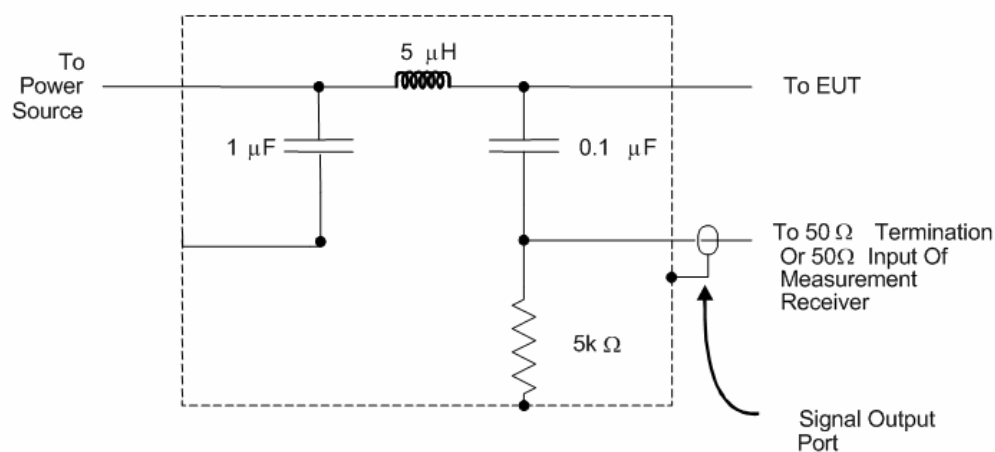 5 μH
To
Power
Source
To EUT
1 μF
0.1 μF
To 50 Ω Termination
Or 50Ω Input Of
Measurement
Receiver
5k Ω
Signal Output
Port